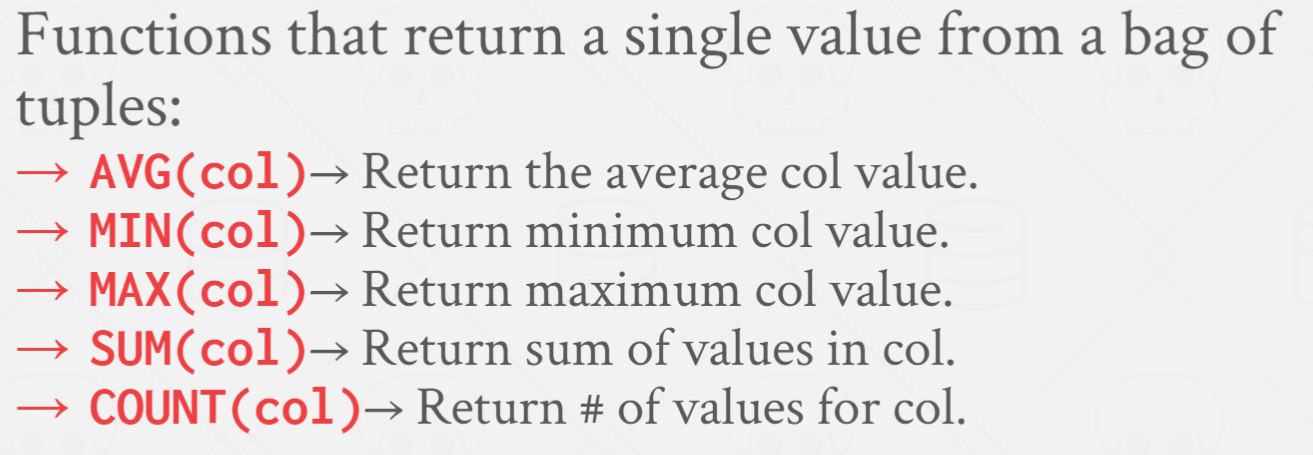 Functions that return a single value from a bag of
tuples:
→ AVG(col)→ Return the average col value.
→ MIN(col)→ Return minimum col value.
→ MAX(col)→ Return maximum col value.
→ SUM(col)→ Return sum of values in col.
→ COUNT(col)→ Return # of values for col.